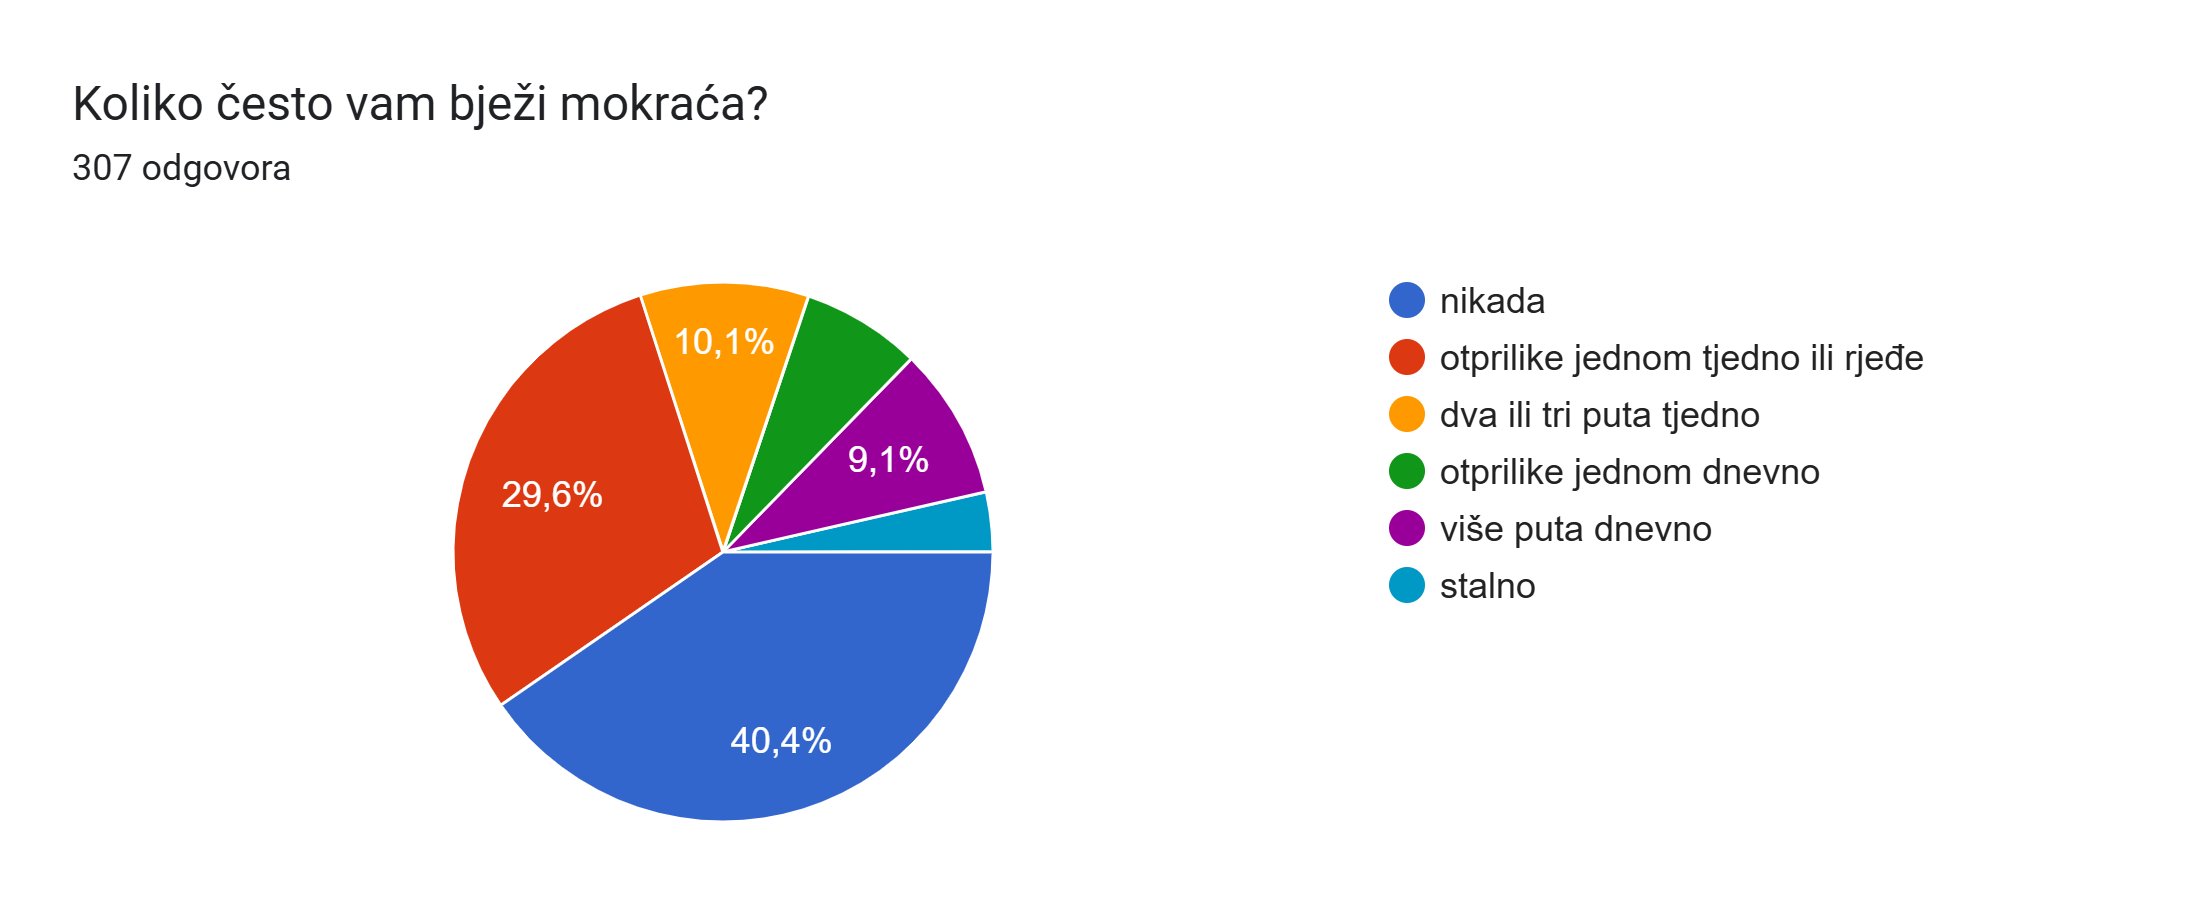 Koliko često vam bježi mokraća?
307 odgovora
10,1%
9,1%
29,6%
40,4%
nikada
otprilike jednom tjedno ili rjeđe
dva ili tri puta tjedno
otprilike jednom dnevno
više puta dnevno
stalno